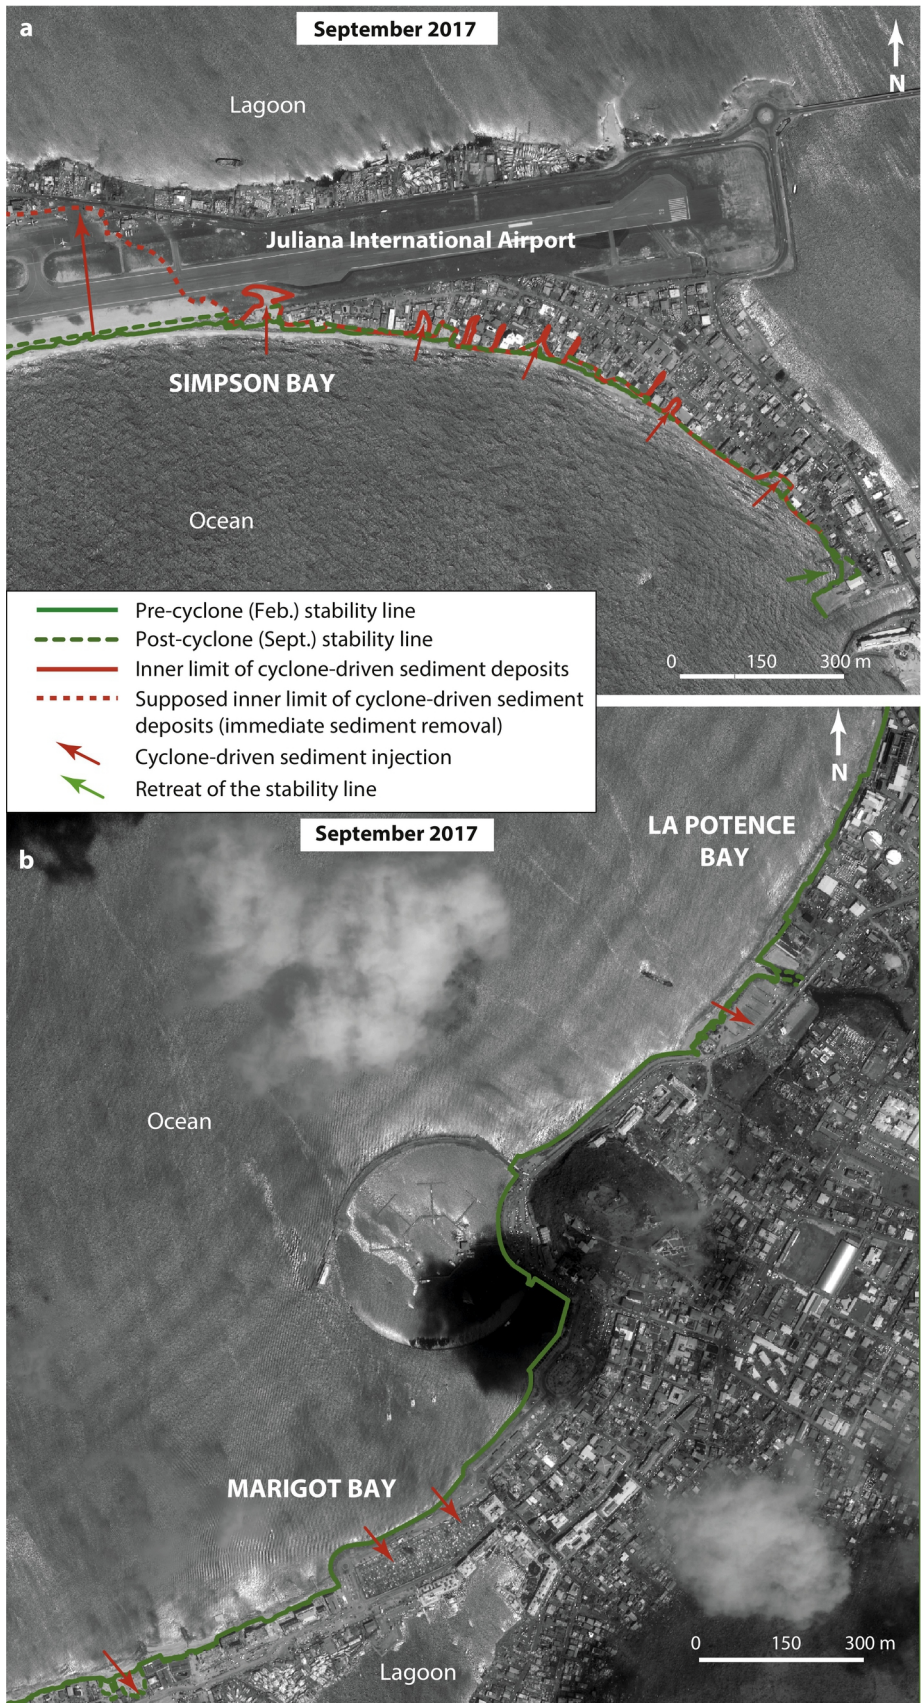 a
September 2017
N
Lagoon
Juliana International Airport
SIMPSON BAY
Ocean
0 150 300 m
Pre-cyclone (Feb.) stability line
Post-cyclone (Sept.) stability line
Inner limit of cyclone-driven sediment deposits
Supposed inner limit of cyclone-driven sediment
deposits (immediate sediment removal)
Cyclone-driven sediment injection
Retreat of the stability line
N
September 2017
b
LA POTENCE
BAY
Ocean
MARIGOT BAY
0 150 300 m
Lagoon